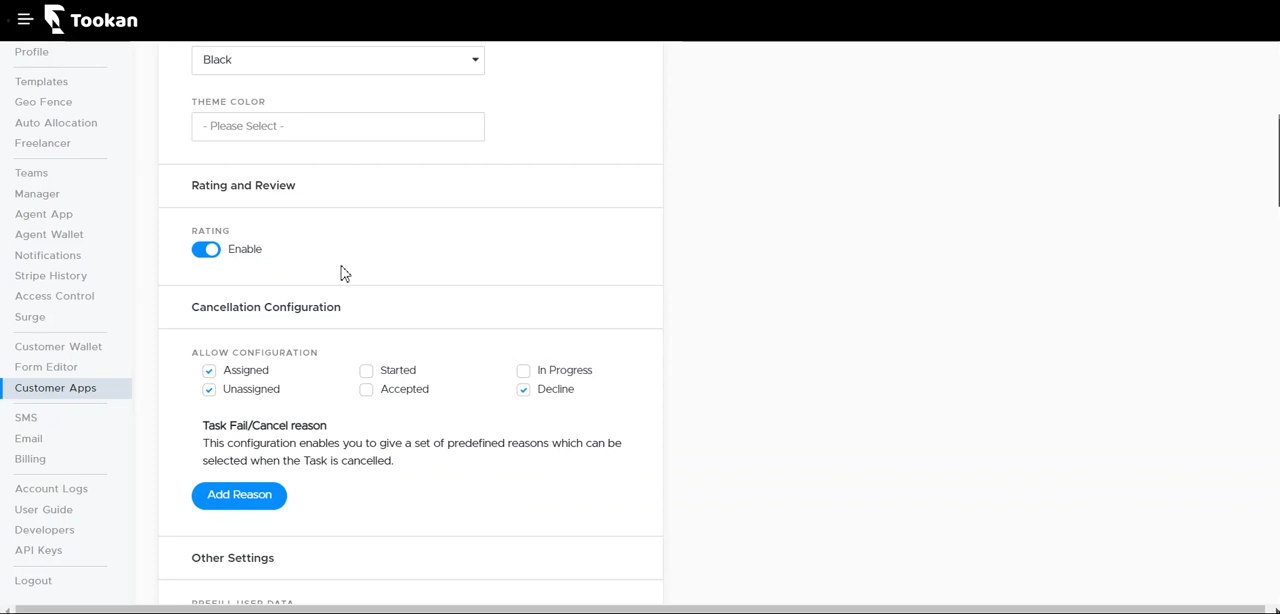 Tookan
Profile
Templates
Geo Fence
Auto Allocation
Freelancer
Teams
Manager
Agent App
Agent Wallet
Notifications
Stripe History
Access Control
Surge
Customer Wallet
Form Editor
Customer Apps
SMS
Email
Billing
Account Logs
User Guide
Developers
API Keys
Logout
Black
THEME COLOR
- Please Select -
Rating and Review
RATING
Enable
Cancellation Configuration
ALLOW CONFIGURATION
Assigned Started In Progress
Unassigned Accepted Decline
Task Fail/Cancel reason
This configuration enables you to give a set of predefined reasons which can be
selected when the Task is cancelled.
Add Reason
Other Settings
PREFILL USER DATA